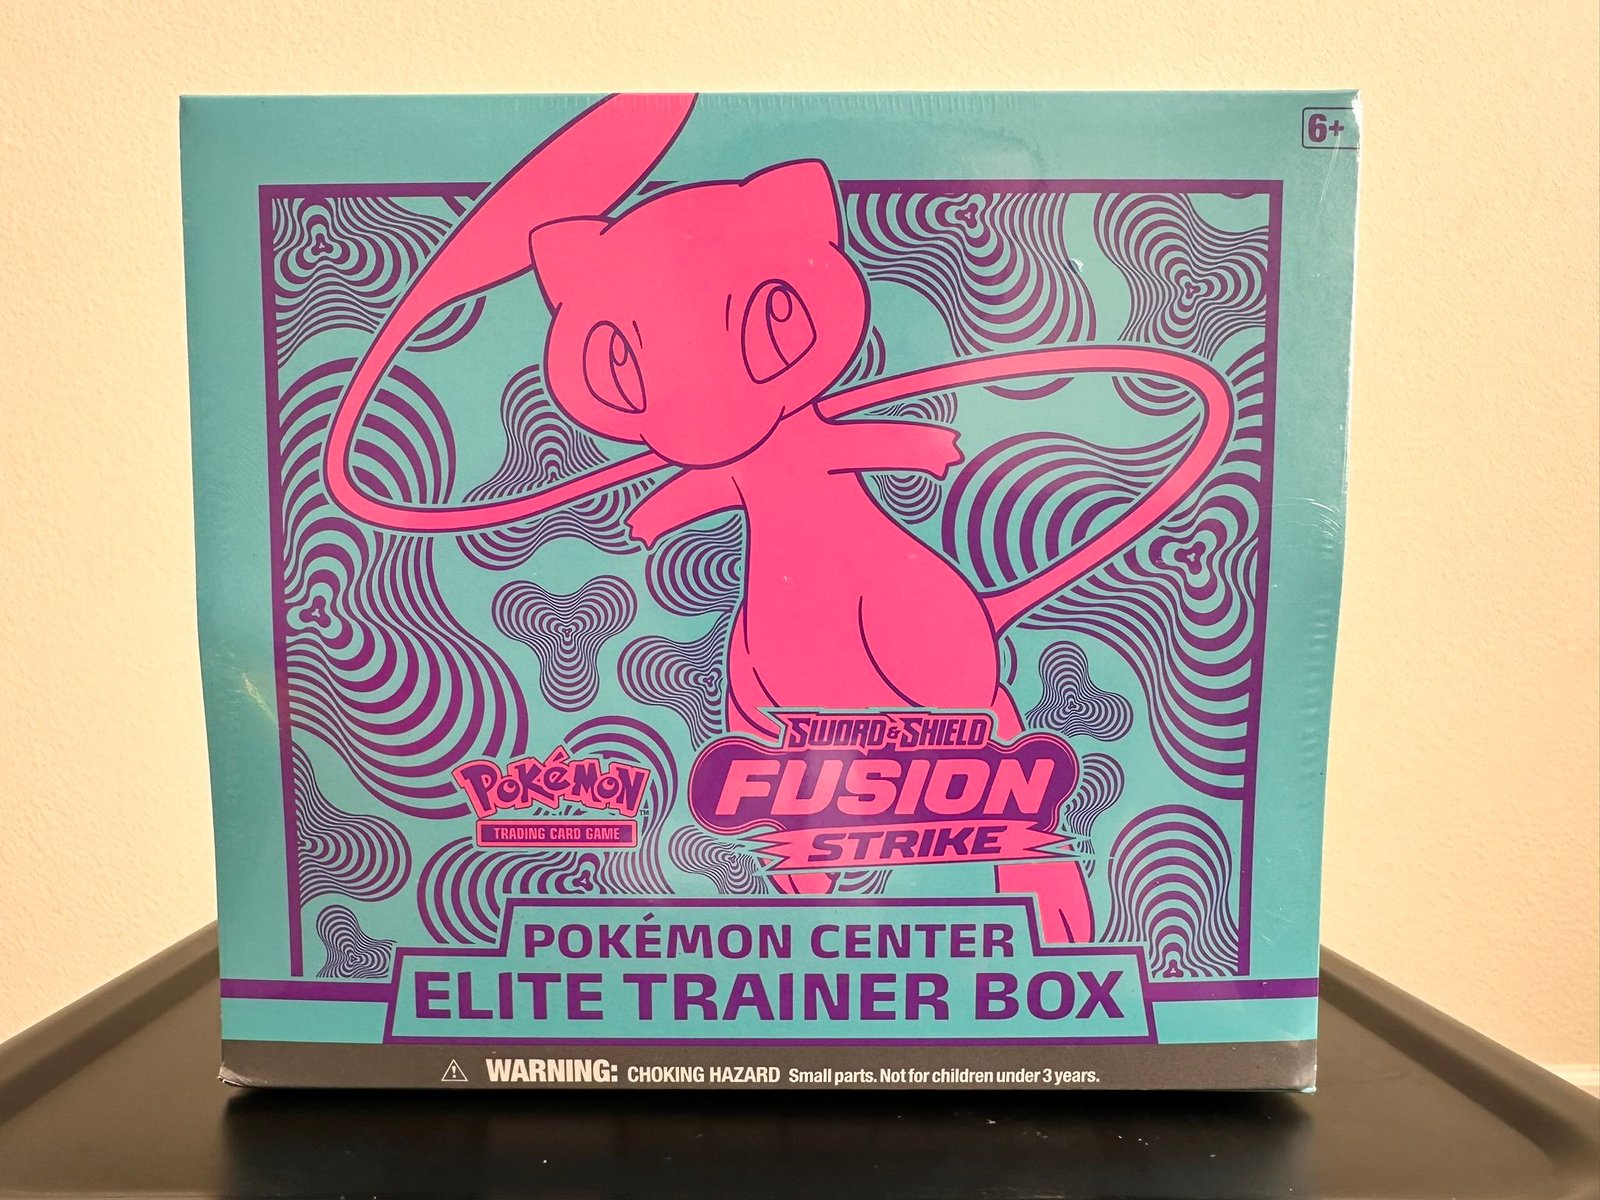 6+
SWORD & SHIELD
FUSION
STRIKE
POKéMON
TM
TRADING CARD GAME
POKÉMON CENTER
ELITE TRAINER BOX
WARNING: CHOKING HAZARD Small parts. Not for children under 3 years.